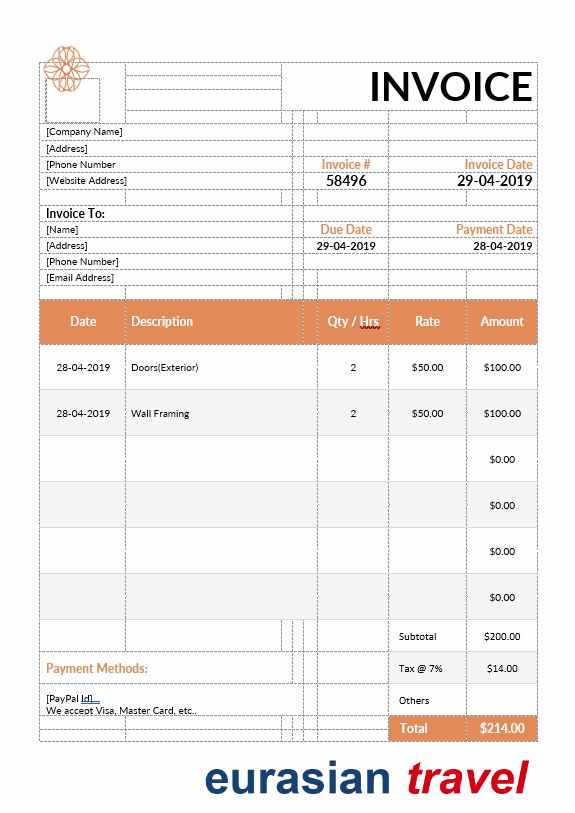 INVOICE
[Company Name]
[Address]
[Phone Number Invoice # Invoice Date
[Website Address] 58496 29-04-2019
Invoice To:
[Name] Due Date Payment Date
[Address] 29-04-2019 28-04-2019
[Phone Number]
[Email Address]
Date Description Qty / Hrs Rate Amount
28-04-2019 Doors(Exterior) 2 $50.00 $100.00
28-04-2019 Wall Framing 2 $50.00 $100.00
$0.00
$0.00
$0.00
$0.00
Subtotal $200.00
Payment Methods: Tax @ 7% $14.00
[PayPal Id] Others
We accept Visa, Master Card, etc..
Total $214.00
eurasian travel